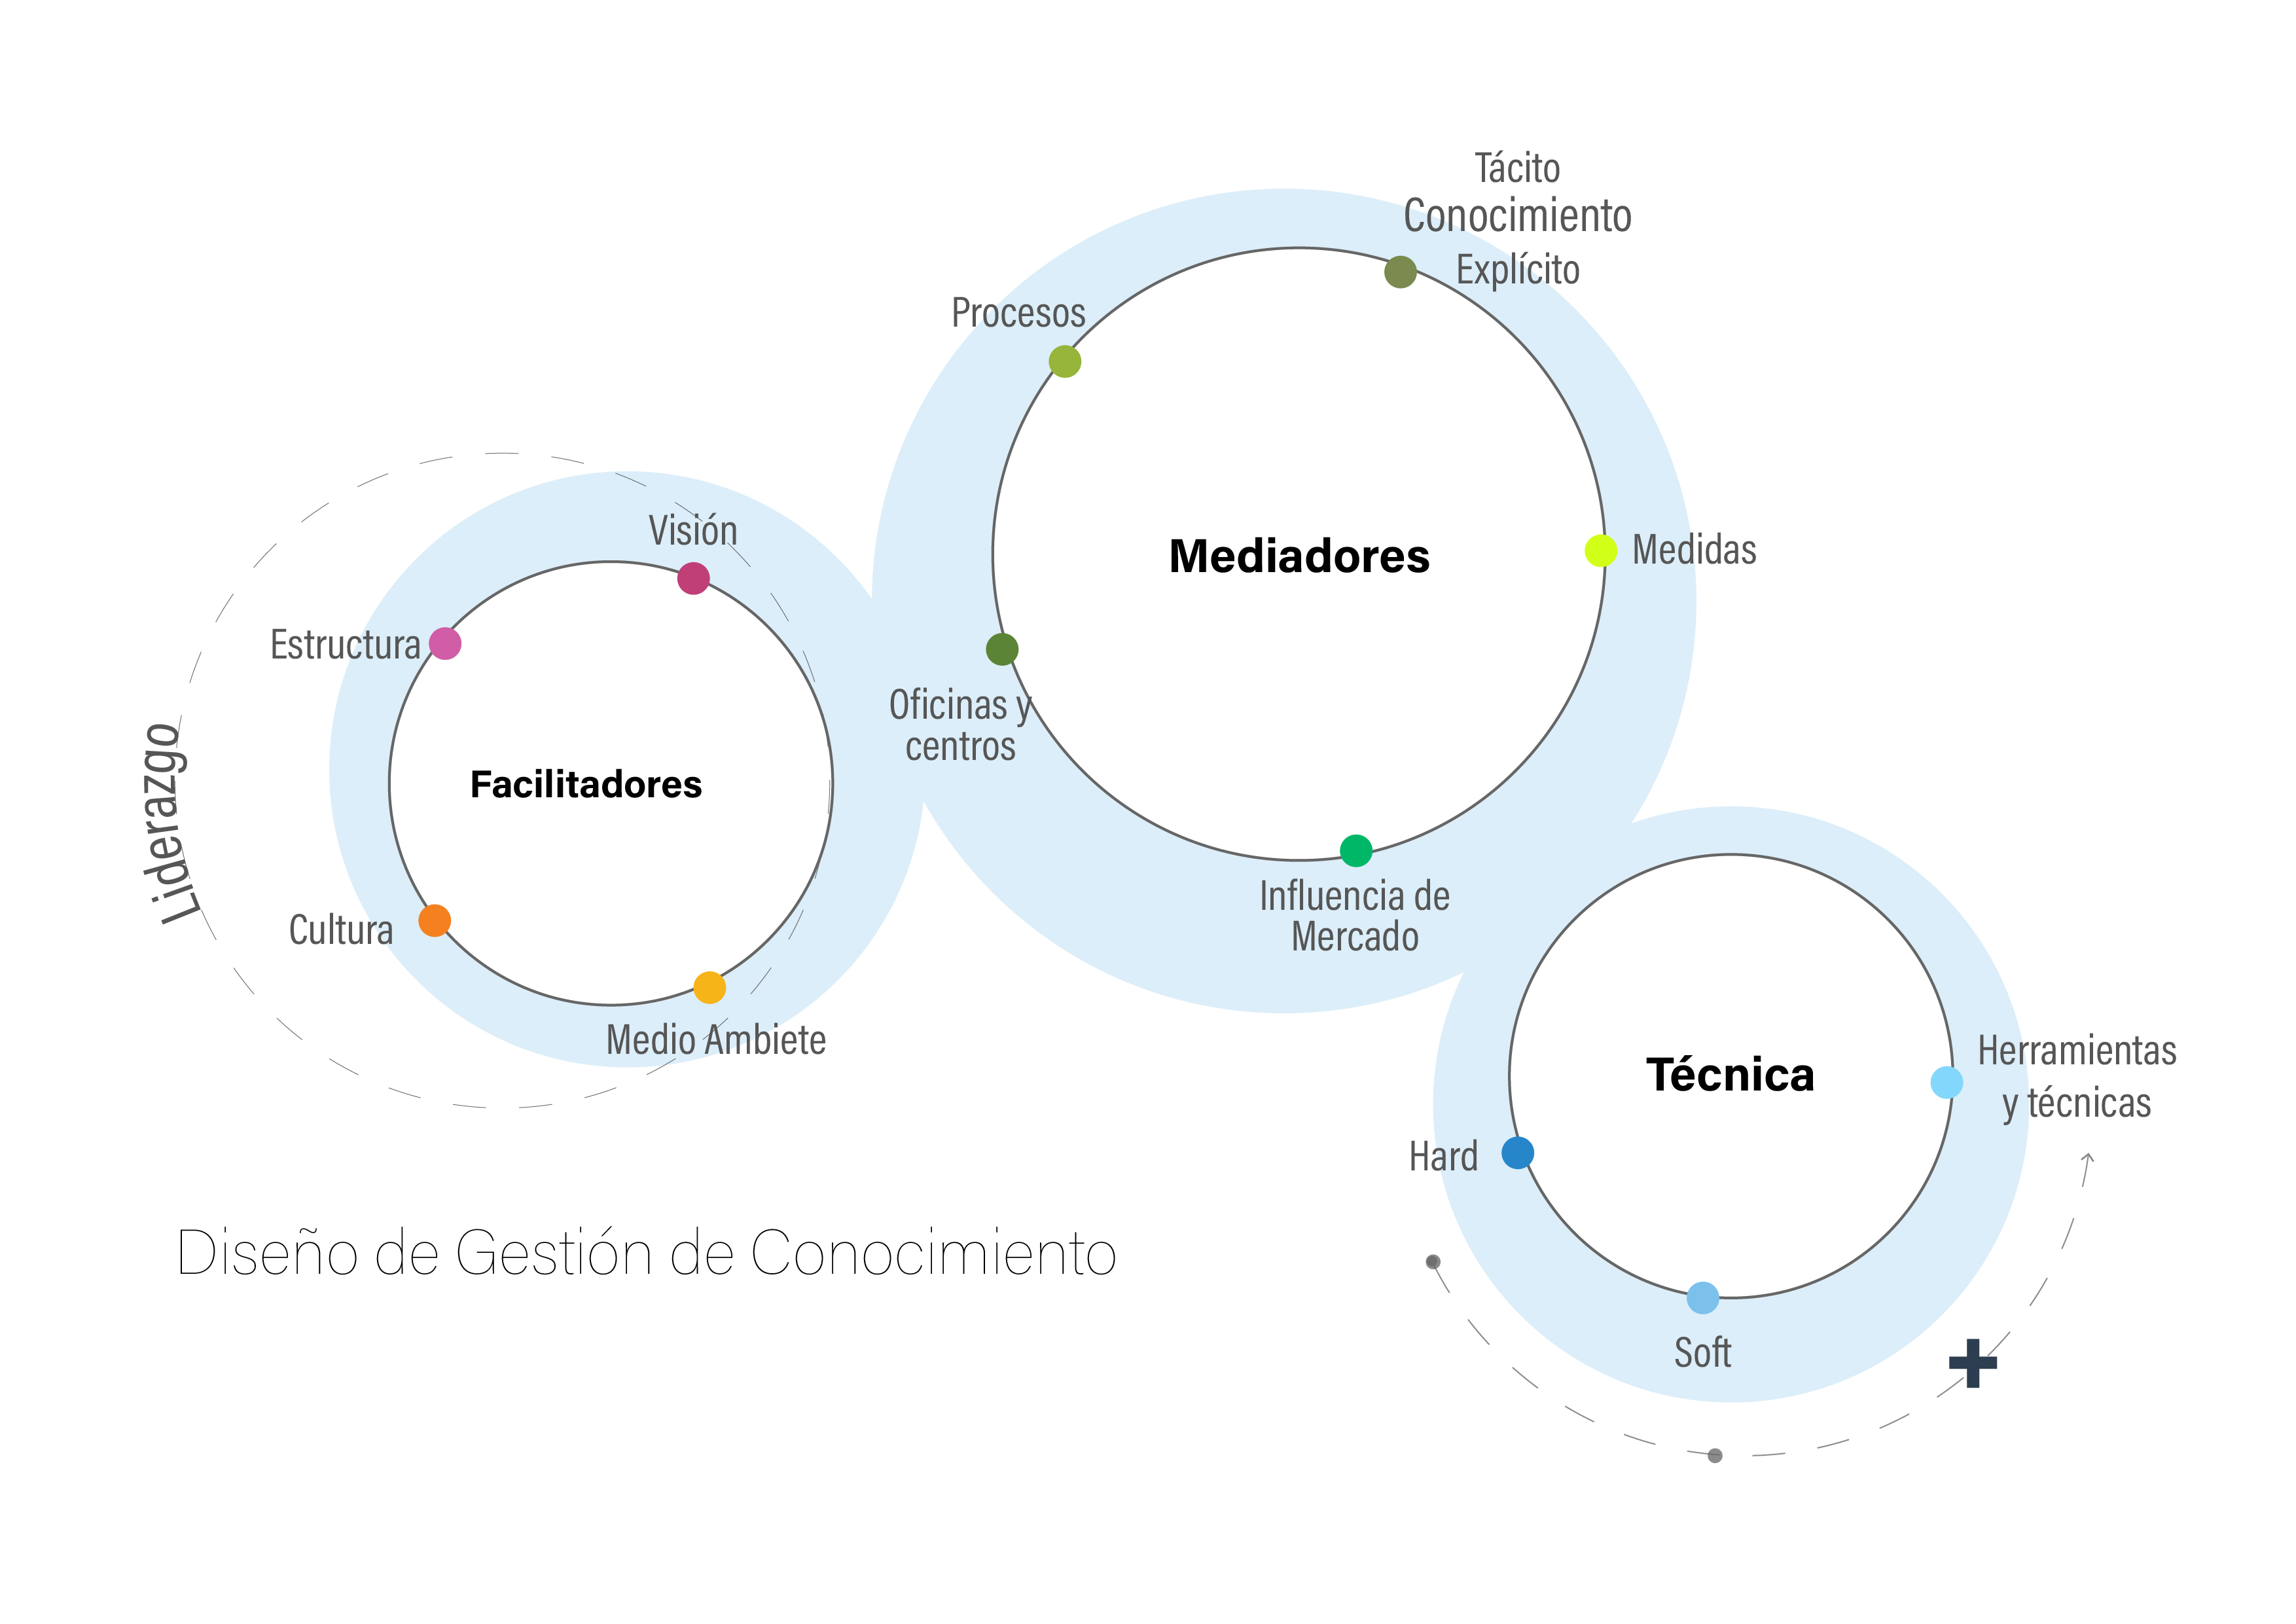 Tácito
Conocimiento
Explícito
Procesos
Mediadores
Medidas
Oficinas y
centros
Influencia de
Mercado
Visión
Estructura
Facilitadores
Liderazgo
Cultura
Medio Ambiete
Técnica
Herramientas
y técnicas
Hard
Soft
Diseño de Gestión de Conocimiento